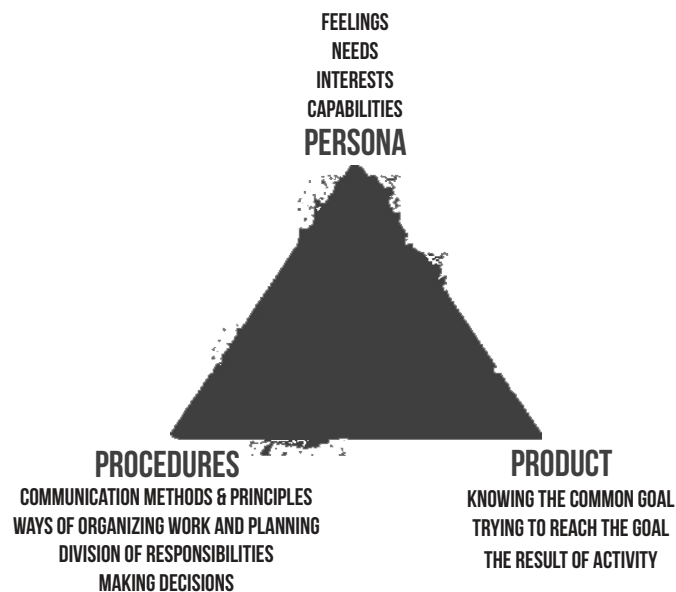 FEELINGS
NEEDS
INTERESTS
CAPABILITIES
PERSONA
PROCEDURES
COMMUNICATION METHODS & PRINCIPLES
WAYS OF ORGANIZING WORK AND PLANNING
DIVISION OF RESPONSIBILITIES
MAKING DECISIONS
PRODUCT
KNOWING THE COMMON GOAL
TRYING TO REACH THE GOAL
THE RESULT OF ACTIVITY